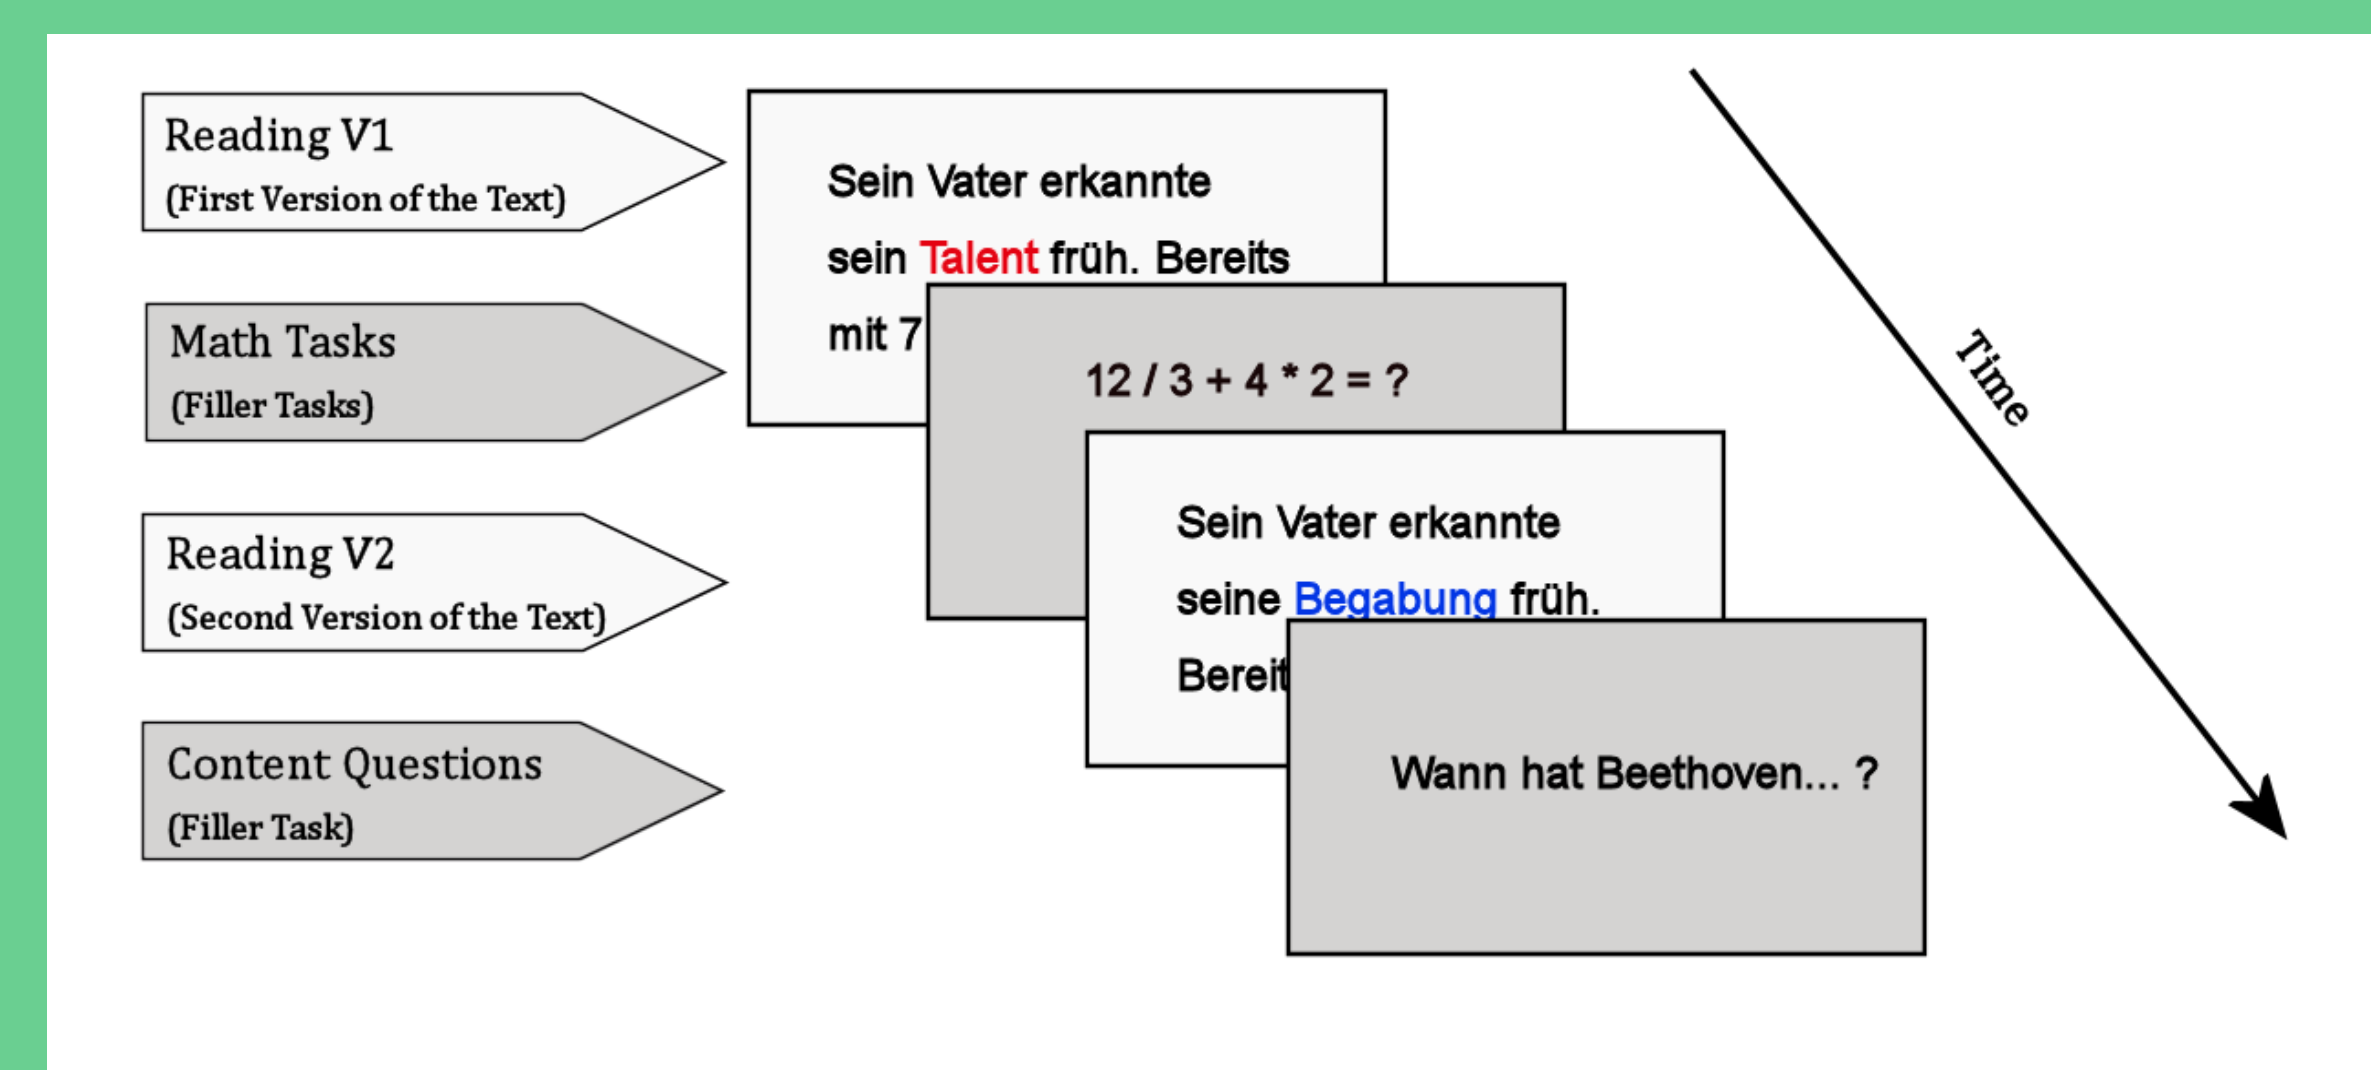 Reading V1
(First Version of the Text)
Math Tasks
(Filler Tasks)
Reading V2
(Second Version of the Text)
Content Questions
(Filler Task)
Sein Vater erkannte
sein Talent früh. Bereits
mit 7
12 / 3 + 4 * 2 = ?
Sein Vater erkannte
seine Begabung früh.
Bereit
Wann hat Beethoven... ?
Time